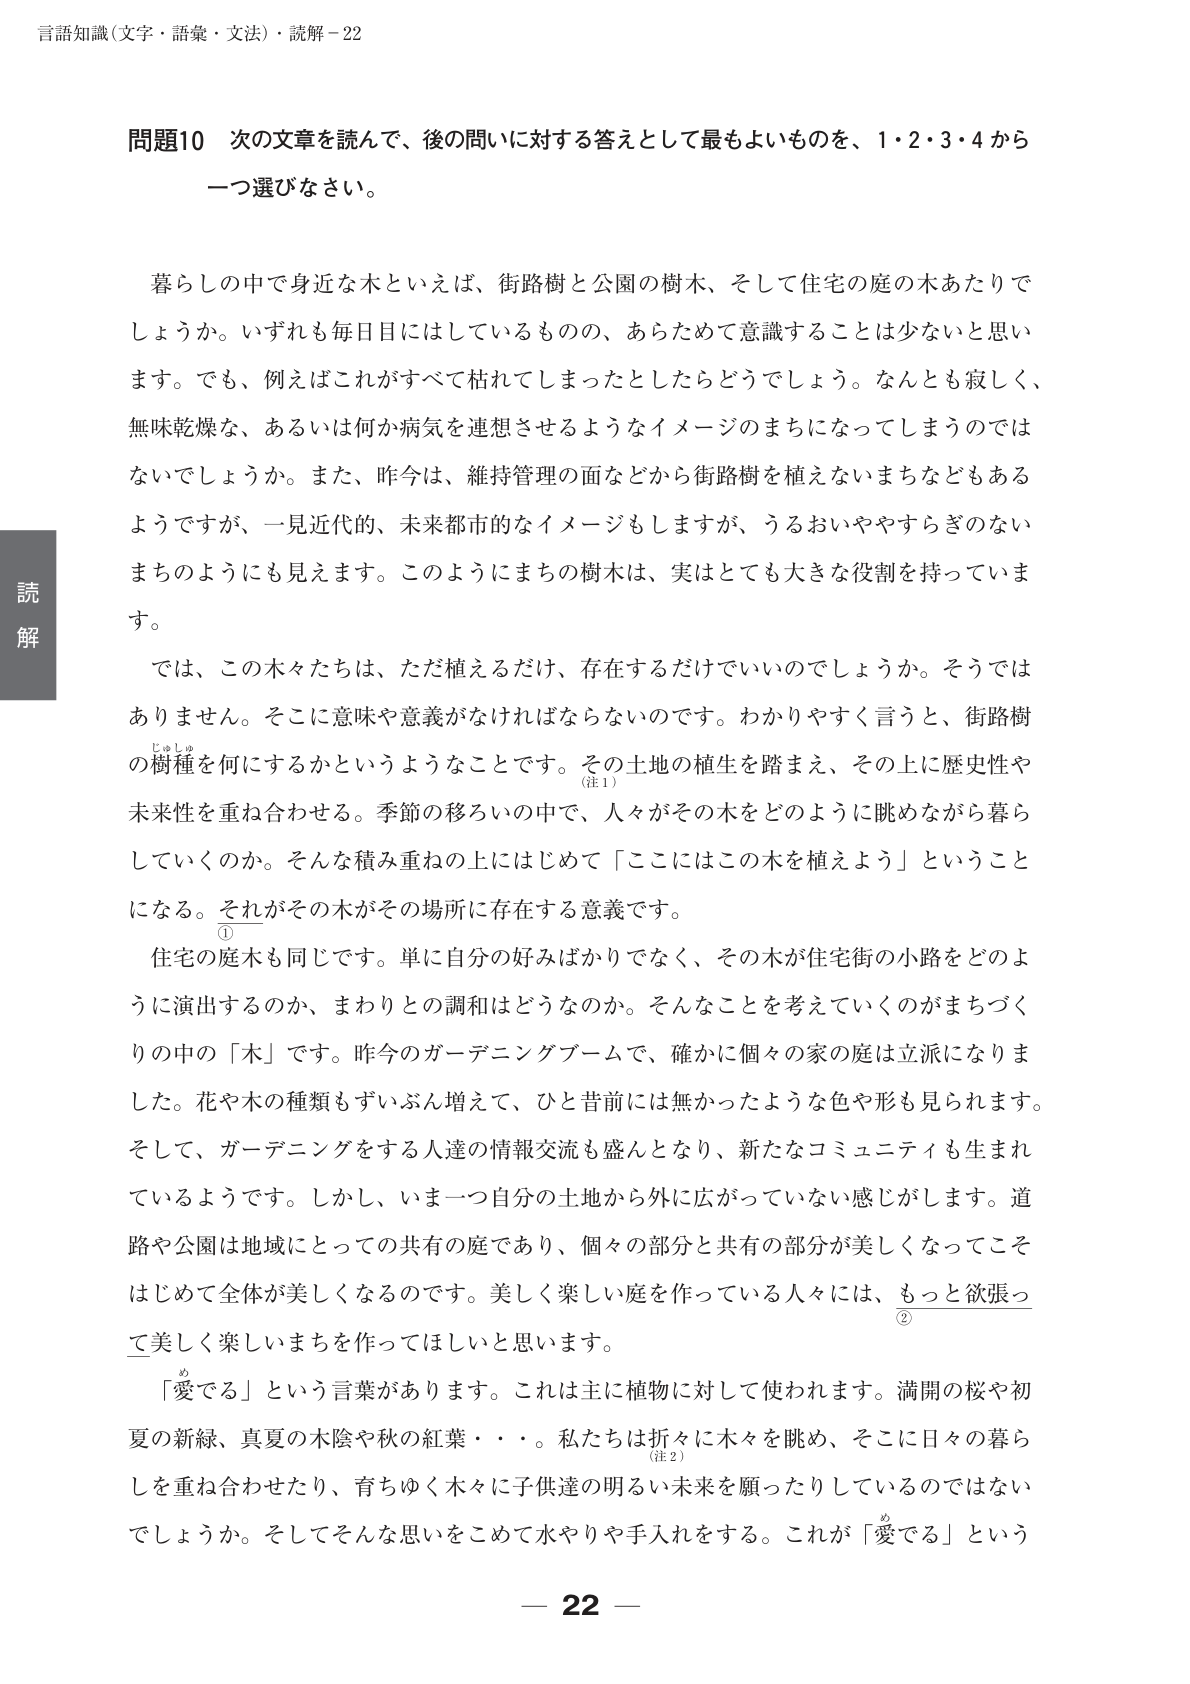 言語知識(文字・語彙・文法)・読解－22
問題10　次の文章を読んで、後の問いに対する答えとして最もよいものを、1・2・3・4から
一つ選びなさい。
　暮らしの中で身近な木といえば、街路樹と公園の樹木、そして住宅の庭の木あたりで
しょうか。いずれも毎日目にはしているものの、あらためて意識することは少ないと思い
ます。でも、例えばこれがすべて枯れてしまったとしたらどうでしょう。なんとも寂しく、
無味乾燥な、あるいは何か病気を連想させるようなイメージのまちになってしまうのでは
ないでしょうか。また、昨今は、維持管理の面などから街路樹を植えないまちなどもある
ようですが、一見近代的、未来都市的なイメージもしますが、うるおいややすらぎのない
まちのようにも見えます。このようにまちの樹木は、実はとても大きな役割を持っていま
す。
読解
　では、この木々たちは、ただ植えるだけ、存在するだけでいいのでしょうか。そうでは
ありません。そこに意味や意義がなければならないのです。わかりやすく言うと、街路樹
じゅしゅ
の樹種を何にするかというようなことです。その土地の植生を踏まえ、その上に歴史性や
(注1)
未来性を重ね合わせる。季節の移ろいの中で、人々がその木をどのように眺めながら暮ら
していくのか。そんな積み重ねの上にはじめて「ここにはこの木を植えよう」ということ
になる。それがその木がその場所に存在する意義です。
①
　住宅の庭木も同じです。単に自分の好みばかりでなく、その木が住宅街の小路をどのよ
うに演出するのか、まわりとの調和はどうなのか。そんなことを考えていくのがまちづく
りの中の「木」です。昨今のガーデニングブームで、確かに個々の家の庭は立派になりま
した。花や木の種類もずいぶん増えて、ひと昔前には無かったような色や形も見られます。
そして、ガーデニングをする人達の情報交流も盛んとなり、新たなコミュニティも生まれ
ているようです。しかし、いま一つ自分の土地から外に広がっていない感じがします。道
路や公園は地域にとっての共有の庭であり、個々の部分と共有の部分が美しくなってこそ
はじめて全体が美しくなるのです。美しく楽しい庭を作っている人々には、もっと欲張っ
②
て美しく楽しいまちを作ってほしいと思います。
め
　「愛でる」という言葉があります。これは主に植物に対して使われます。満開の桜や初
夏の新緑、真夏の木陰や秋の紅葉・・・。私たちは折々に木々を眺め、そこに日々の暮ら
(注2)
しを重ね合わせたり、育ちゆく木々に子供達の明るい未来を願ったりしているのではない
め
でしょうか。そしてそんな思いをこめて水やりや手入れをする。これが「愛でる」という
— 22 —